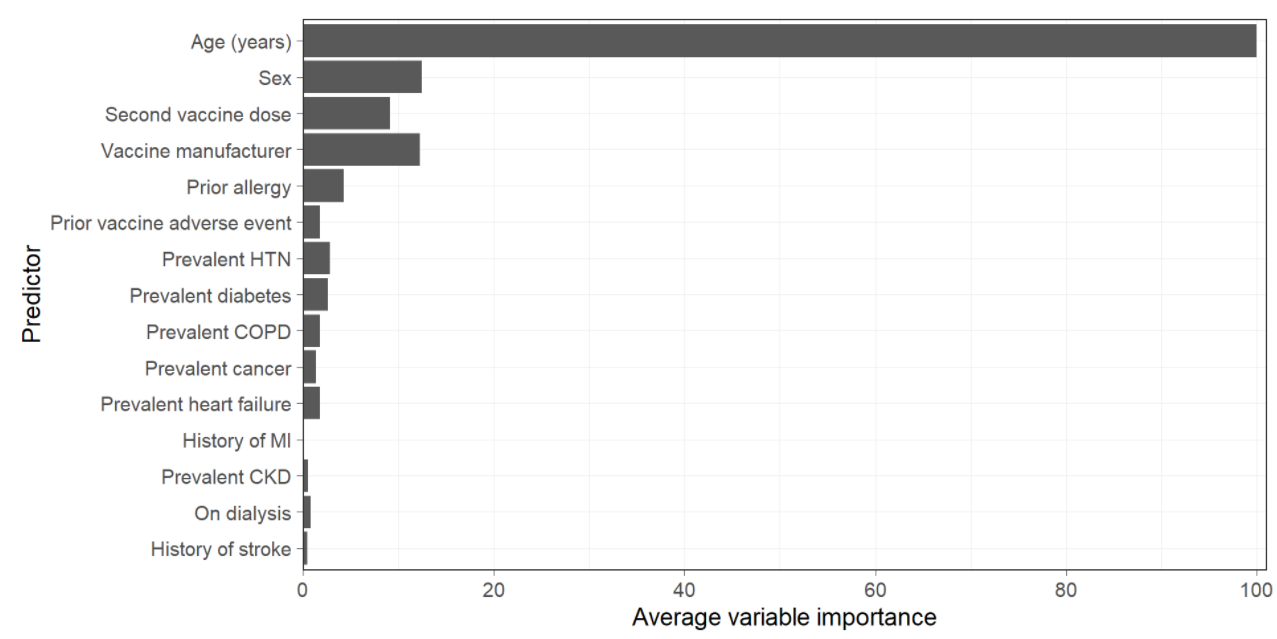 Age (years)
Sex
Second vaccine dose
Vaccine manufacturer
Prior allergy
Prior vaccine adverse event
Prevalent HTN
Prevalent diabetes
Prevalent COPD
Prevalent cancer
Prevalent heart failure
History of MI
Prevalent CKD
On dialysis
History of stroke
Predictor
0 20 40 60 80 100
Average variable importance